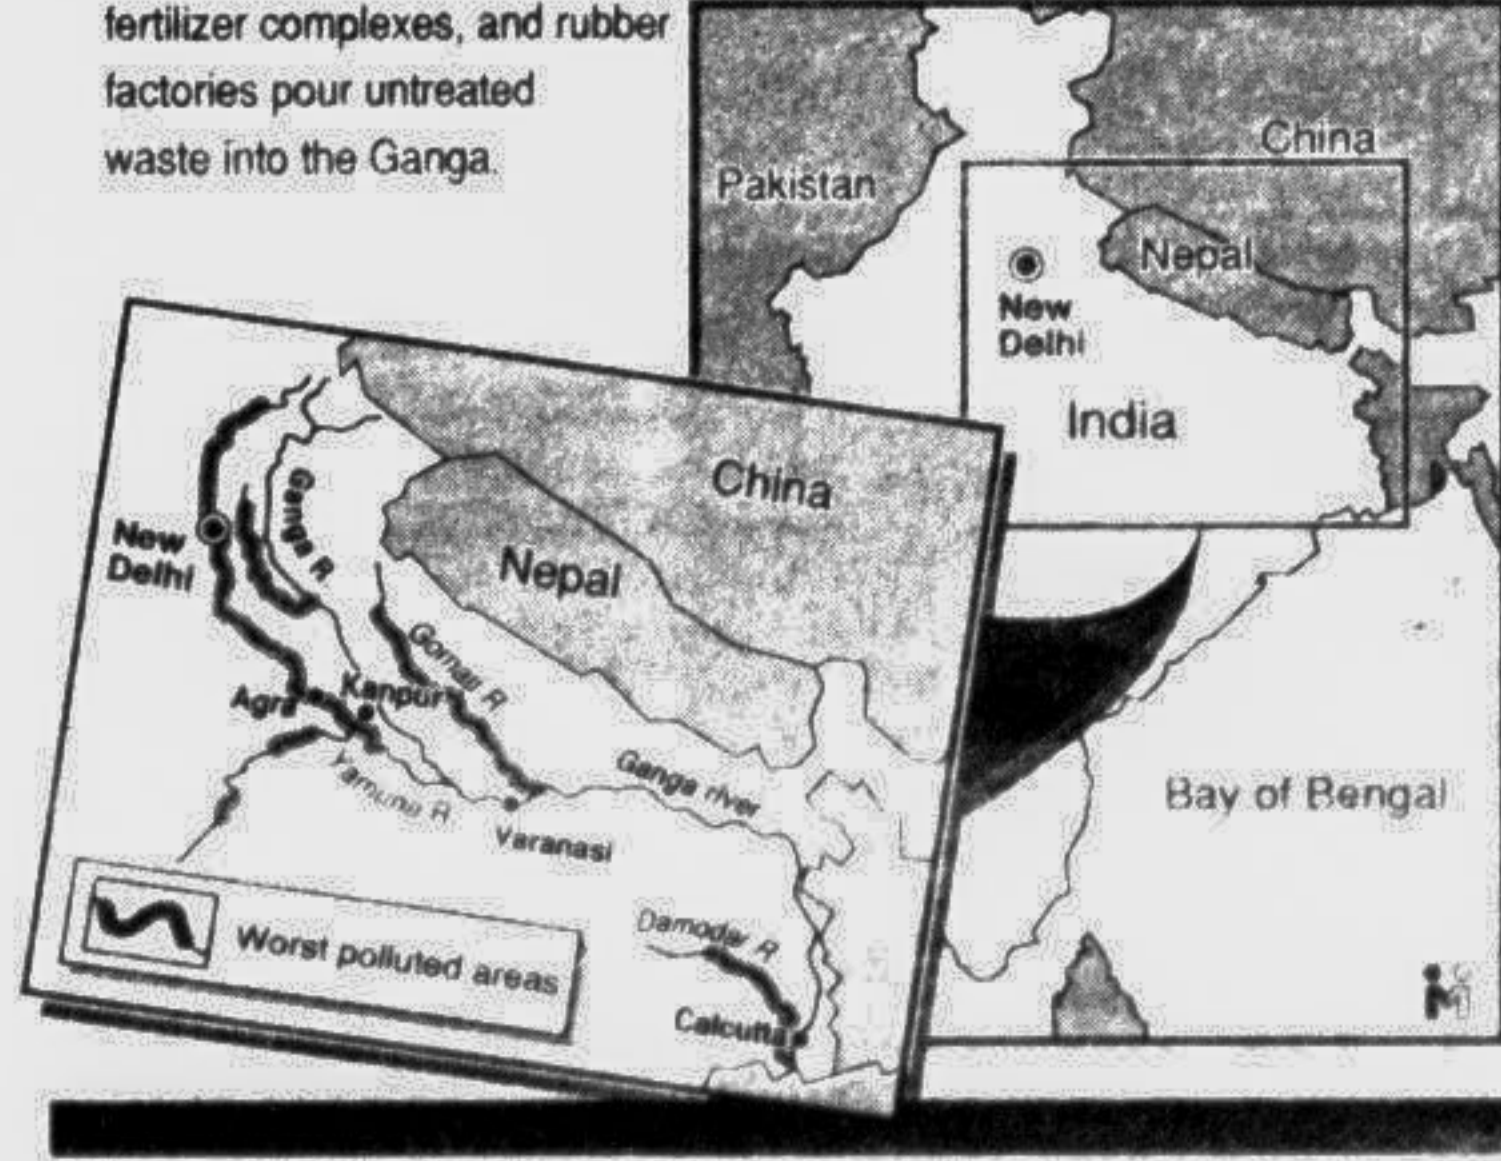 fertilizer complexes, and rubber
factories pour untreated
waste into the Ganga.
China
Pakistan
Nepal
New
Delhi
India
Bay of Bengal
China
Nepal
Ganga R
New
Delhi
Gomati R
Kanpur
Agra
Yamuna R
Ganga river
Varanasi
Damodar R
Calcutta
Worst polluted areas